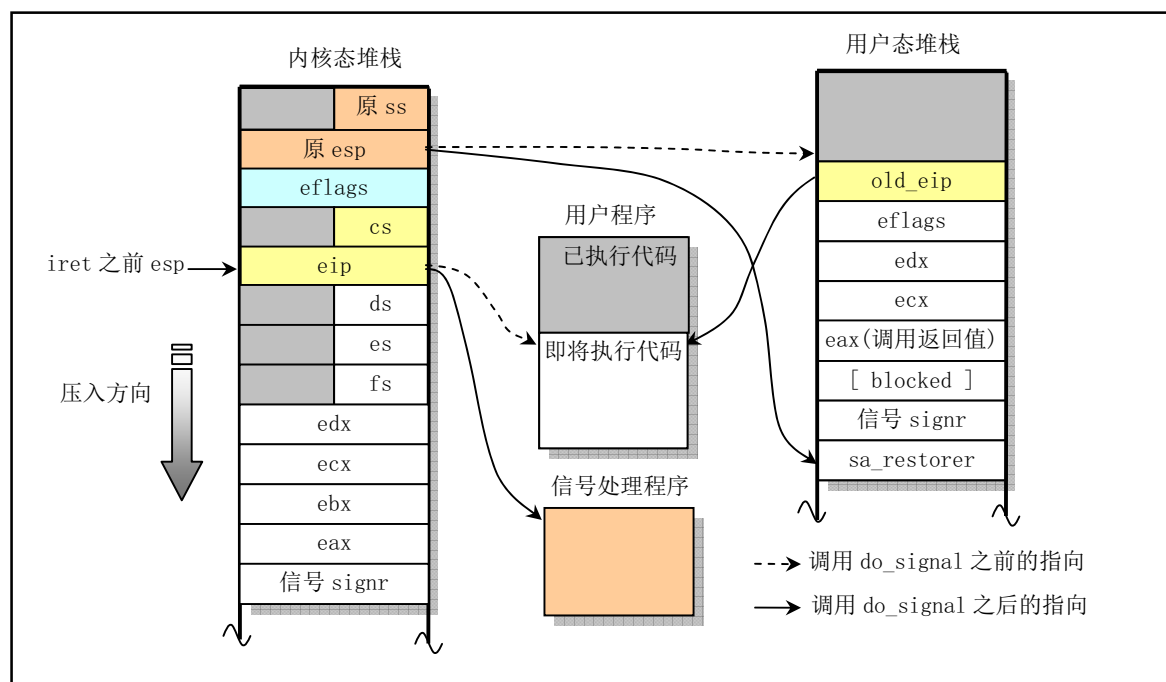 内核态堆栈
原 ss
原 esp
eflags
cs
eip
ds
es
fs
edx
ecx
ebx
eax
信号 signr
iret 之前 esp
压入方向
用户程序
已执行代码
即将执行代码
信号处理程序
用户态堆栈
old_eip
eflags
edx
ecx
eax(调用返回值)
[ blocked ]
信号 signr
sa_restorer
调用 do_signal 之前的指向
调用 do_signal 之后的指向